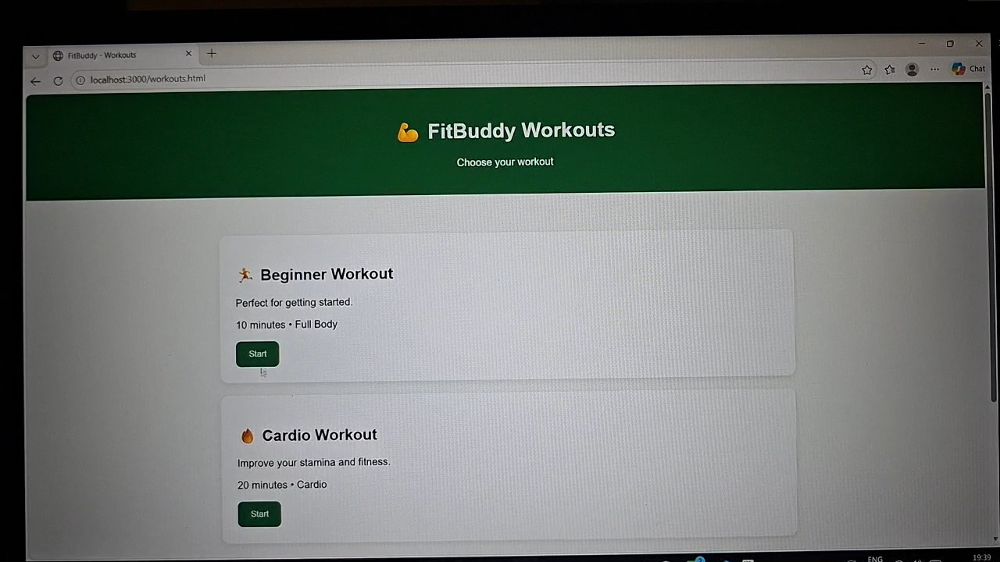 FitBuddy - Workouts
localhost:3000/workouts.html
Chat
💪 FitBuddy Workouts
Choose your workout
🏃 Beginner Workout
Perfect for getting started.
10 minutes • Full Body
Start
🔥 Cardio Workout
Improve your stamina and fitness.
20 minutes • Cardio
Start
ENG
19:39